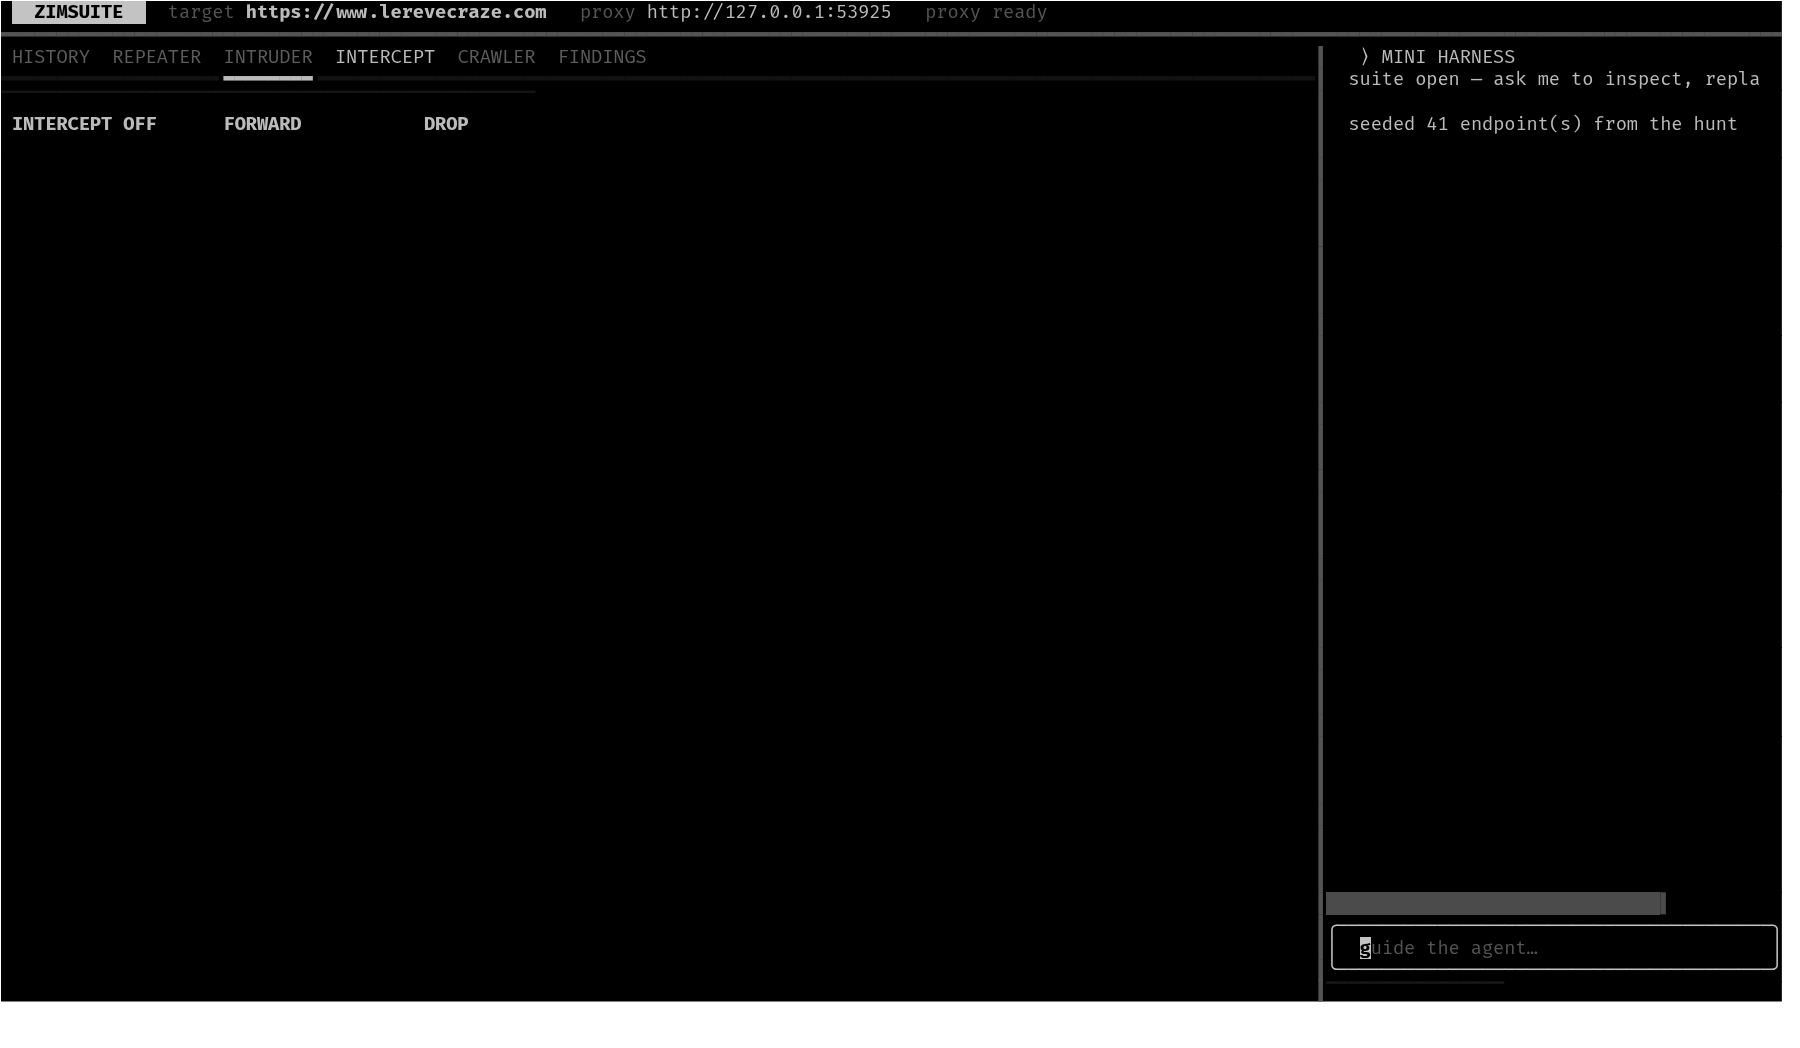 ZIMSUITE target https://www.lerevecraze.com proxy http://127.0.0.1:53925 proxy ready
HISTORY REPEATER INTRUDER INTERCEPT CRAWLER FINDINGS
INTERCEPT OFF FORWARD DROP
⟩ MINI HARNESS
suite open — ask me to inspect, repla
seeded 41 endpoint(s) from the hunt
guide the agent…